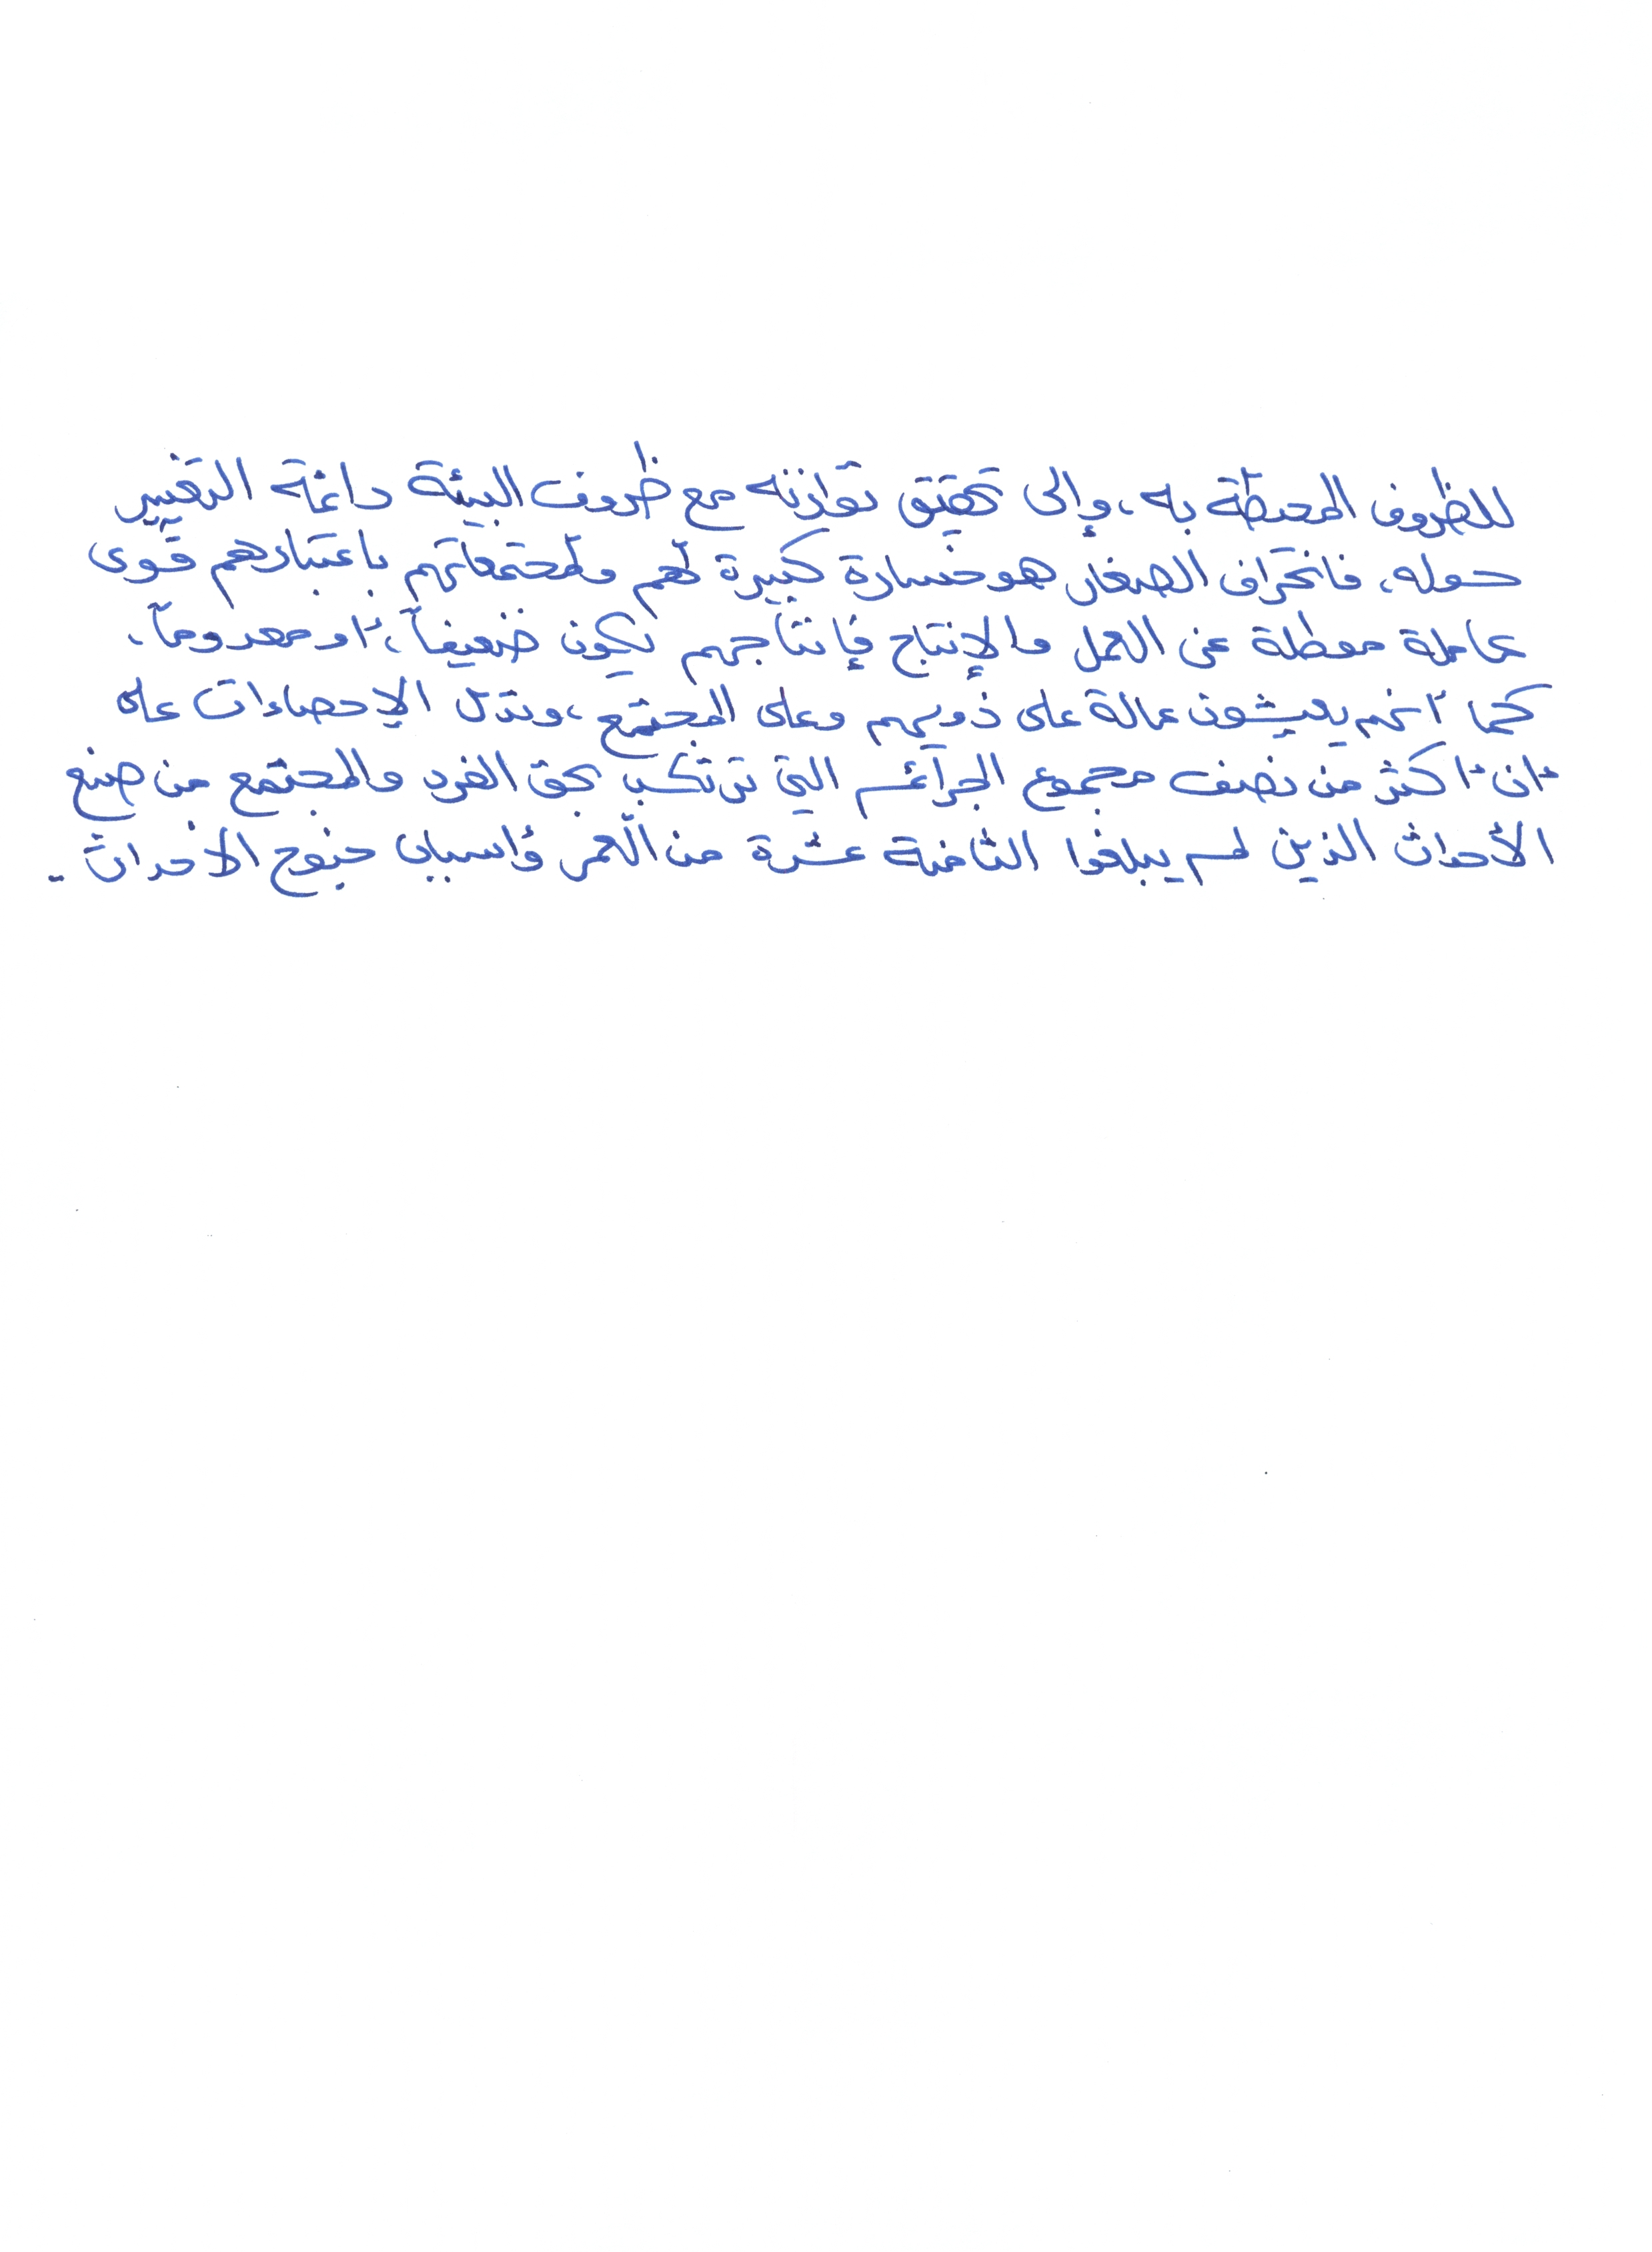 للظروف المحيطة به، وإلى تحقيق توازنه مع ظروف البيئة دائمة التغيير
حوله، فانحراف الصغار هو خسارة كبيرة لهم ولمجتمعاتهم باعتبارهم قوى
عاملة معطلة عن العمل والإنتاج فإنتاجهم يكون ضعيفاً، أو معدوماً،
كما أنهم يعيشون عالة على ذويهم وعلى المجتمع، وتدل الإحصاءات على
أن أكثر من نصف مجموع الجرائم التي ترتكب بحق الفرد والمجتمع من صنع
الأحداث الذين لم يبلغوا الثامنة عشرة من العمر، وأسباب جنوح الأحداث